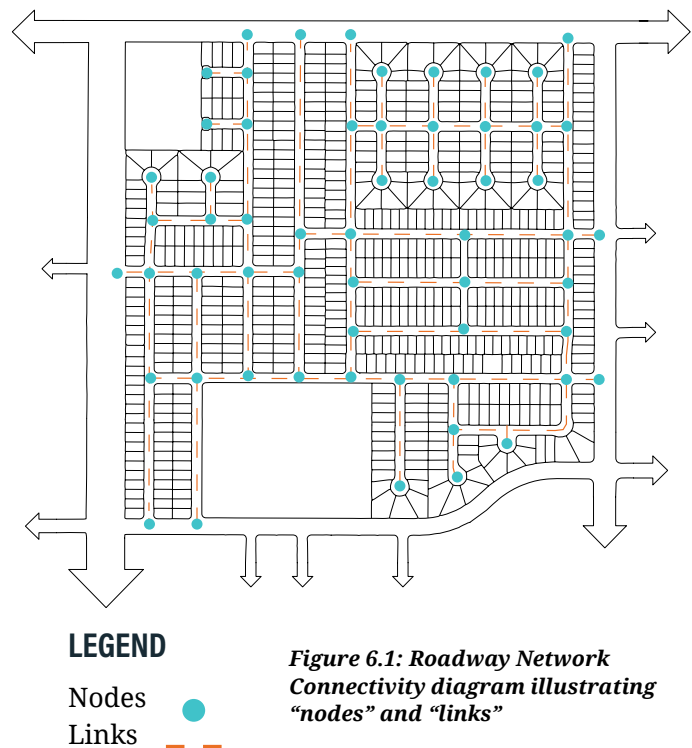 LEGEND
Nodes
Links
Figure 6.1: Roadway Network
Connectivity diagram illustrating
“nodes” and “links”